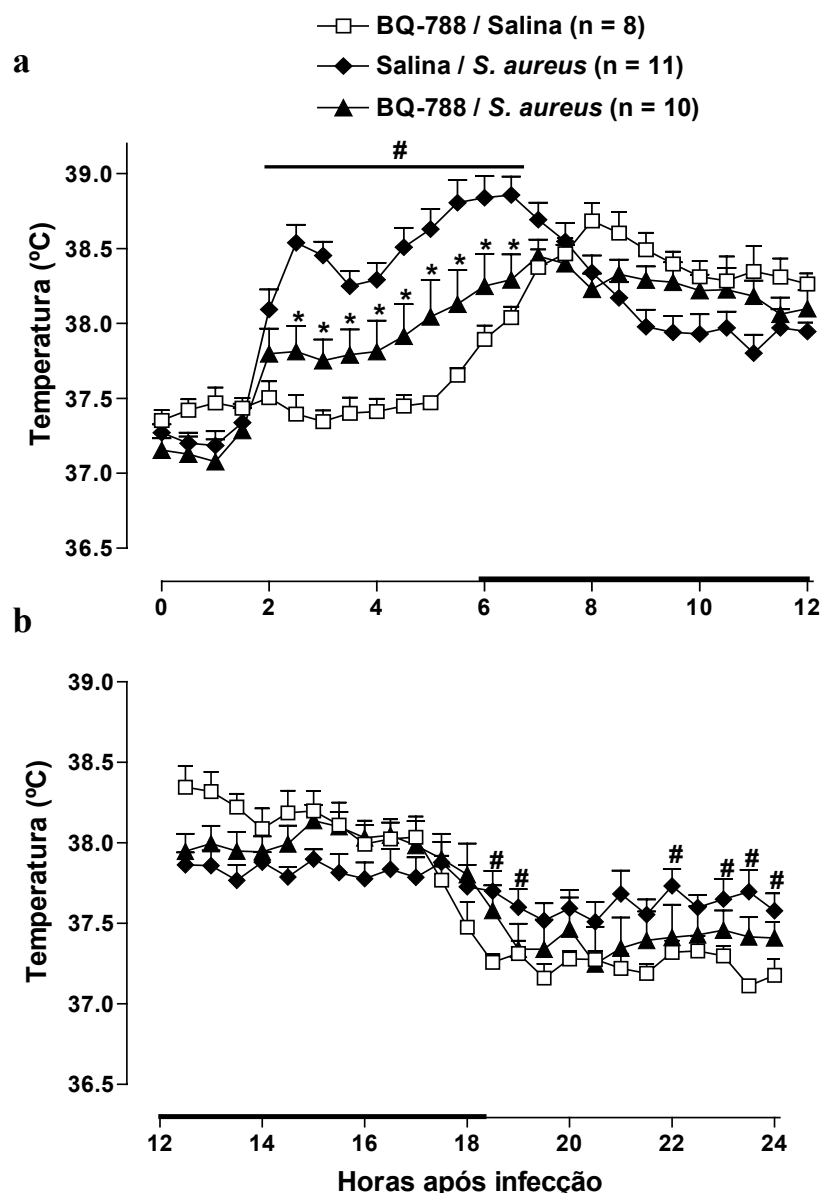 BQ-788 / Salina (n = 8)
a
Salina / S. aureus (n = 11)
BQ-788 / S. aureus (n = 10)
#
39.0
38.5
38.0
37.5
37.0
36.5
Temperatura (ºC)
* * * * * * * * *
0 2 4 6 8 10 12
b
39.0
38.5
38.0
37.5
37.0
36.5
Temperatura (ºC)
# # # # # #
12 14 16 18 20 22 24
Horas após infecção